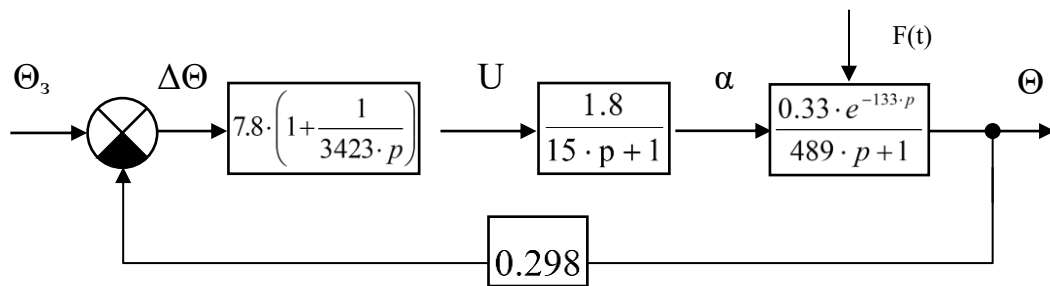 F(t)
Θз ΔΘ U α Θ
7.8·(1+1/(3423·p))
1.8/(15·p+1)
0.33·e^(−133·p)/(489·p+1)
0.298